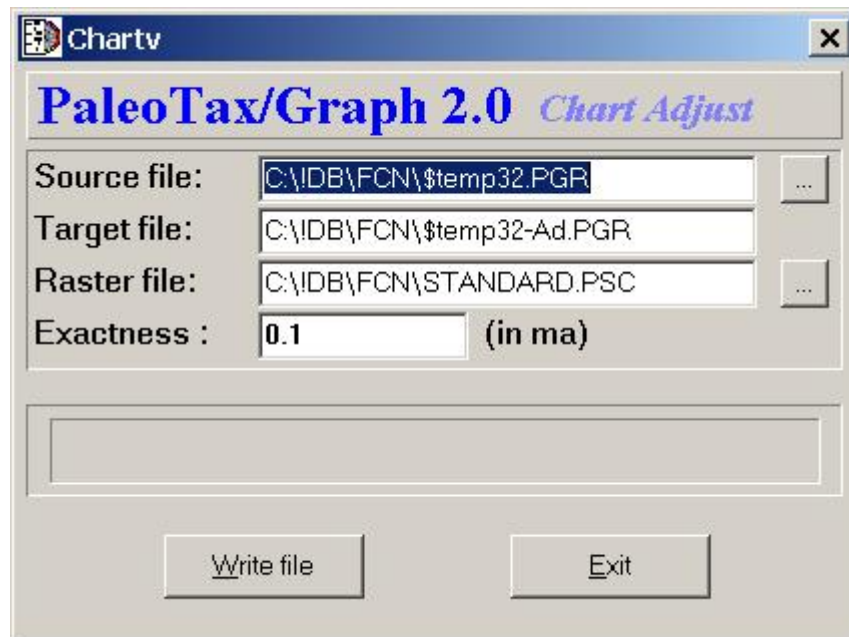 Chartv
PaleoTax/Graph 2.0 Chart Adjust
Source file: C:\!DB\FCN\$temp32.PGR ...
Target file: C:\!DB\FCN\$temp32-Ad.PGR
Raster file: C:\!DB\FCN\STANDARD.PSC ...
Exactness : 0.1 (in ma)
Write file Exit